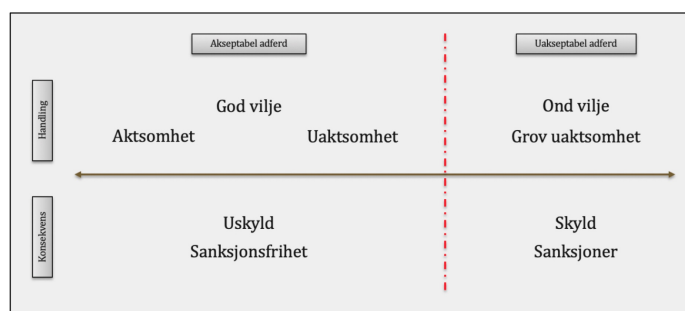 Akseptabel adferd
Uakseptabel adferd
Handling
God vilje
Ond vilje
Aktsomhet
Uaktsomhet
Grov uaktsomhet
Konsekvens
Uskyld
Skyld
Sanksjonsfrihet
Sanksjoner